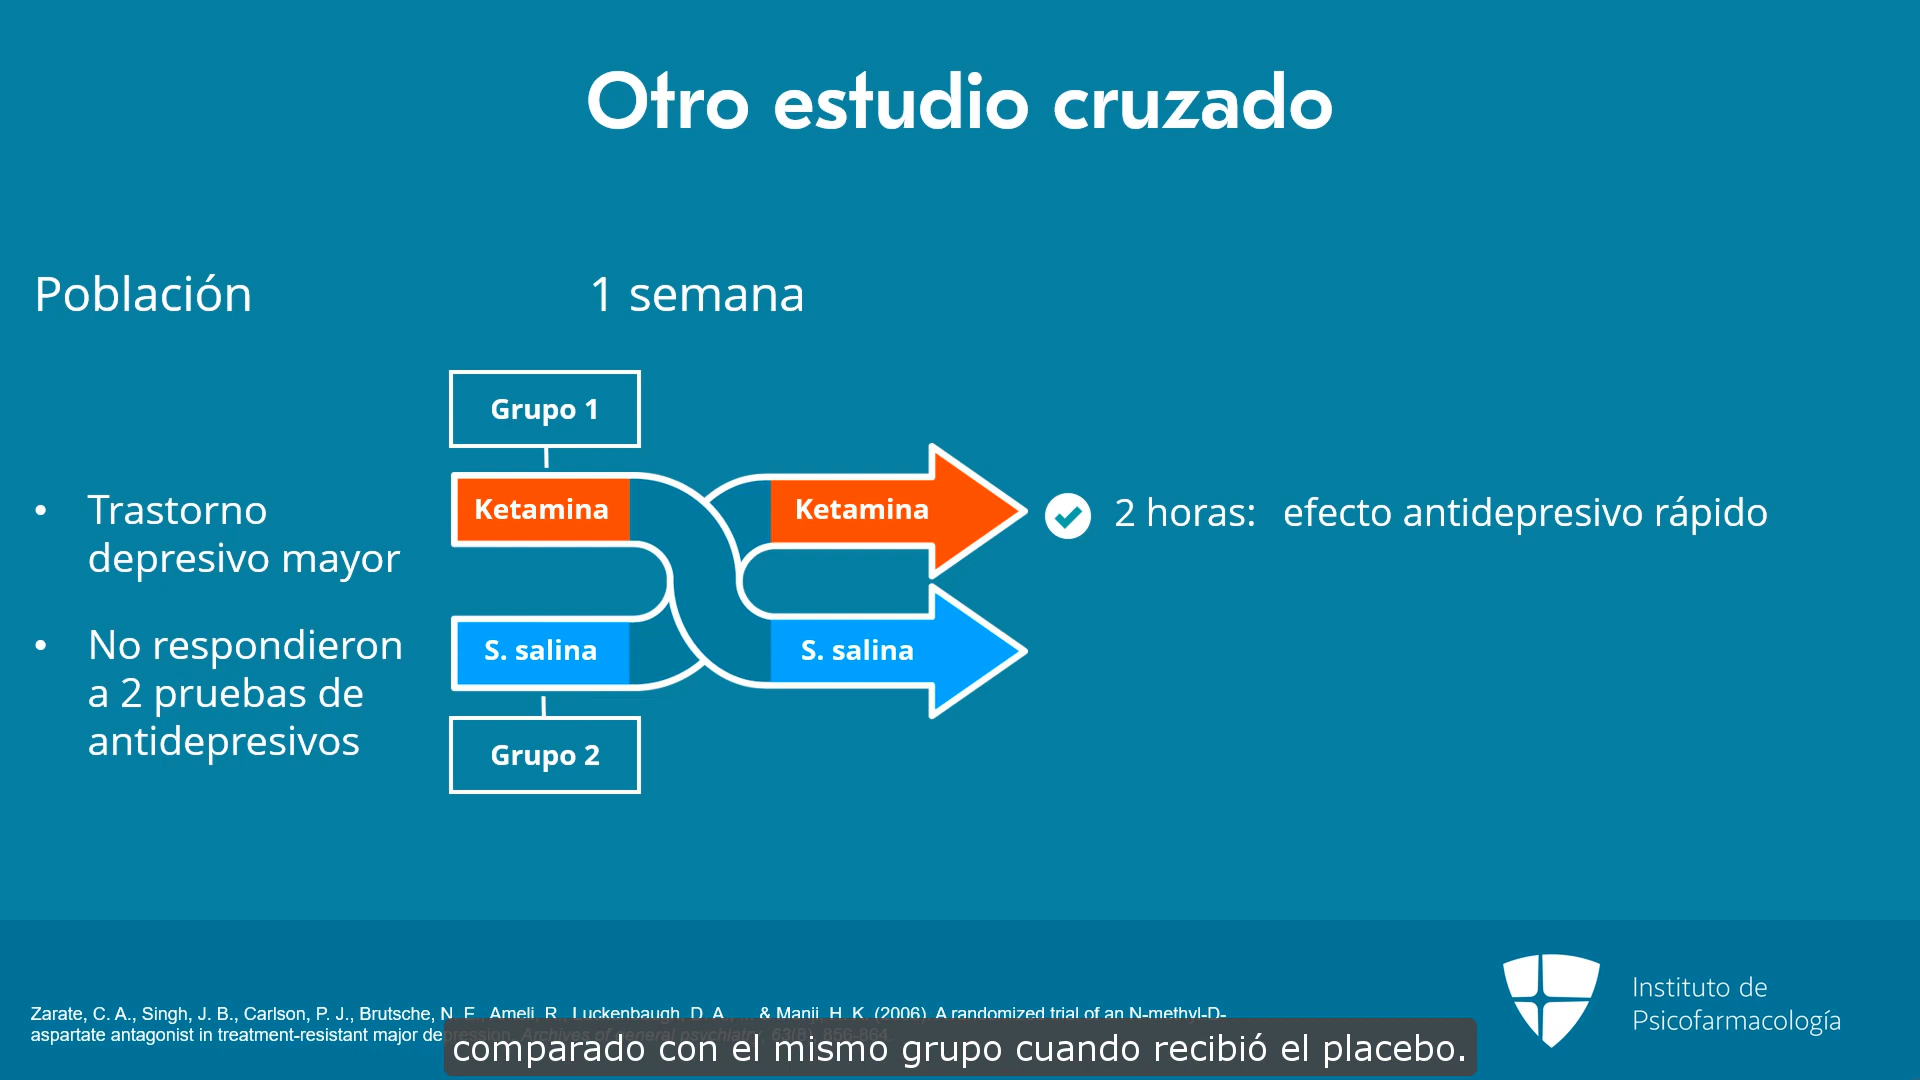 Otro estudio cruzado
Población
1 semana
Grupo 1
• Trastorno
depresivo mayor
• No respondieron
a 2 pruebas de
antidepresivos
Ketamina
Ketamina
S. salina
S. salina
Grupo 2
2 horas: efecto antidepresivo rápido
Zarate, C. A., Singh, J. B., Carlson, P. J., Brutsche, N. E., Ameli, R., Luckenbaugh, D. A., & Manji, H. K. (2006). A randomized trial of an N-methyl-D-
aspartate antagonist in treatment-resistant major depression. Archives of general psychiatry, 63(8), 856-864.
comparado con el mismo grupo cuando recibió el placebo.
Instituto de
Psicofarmacología